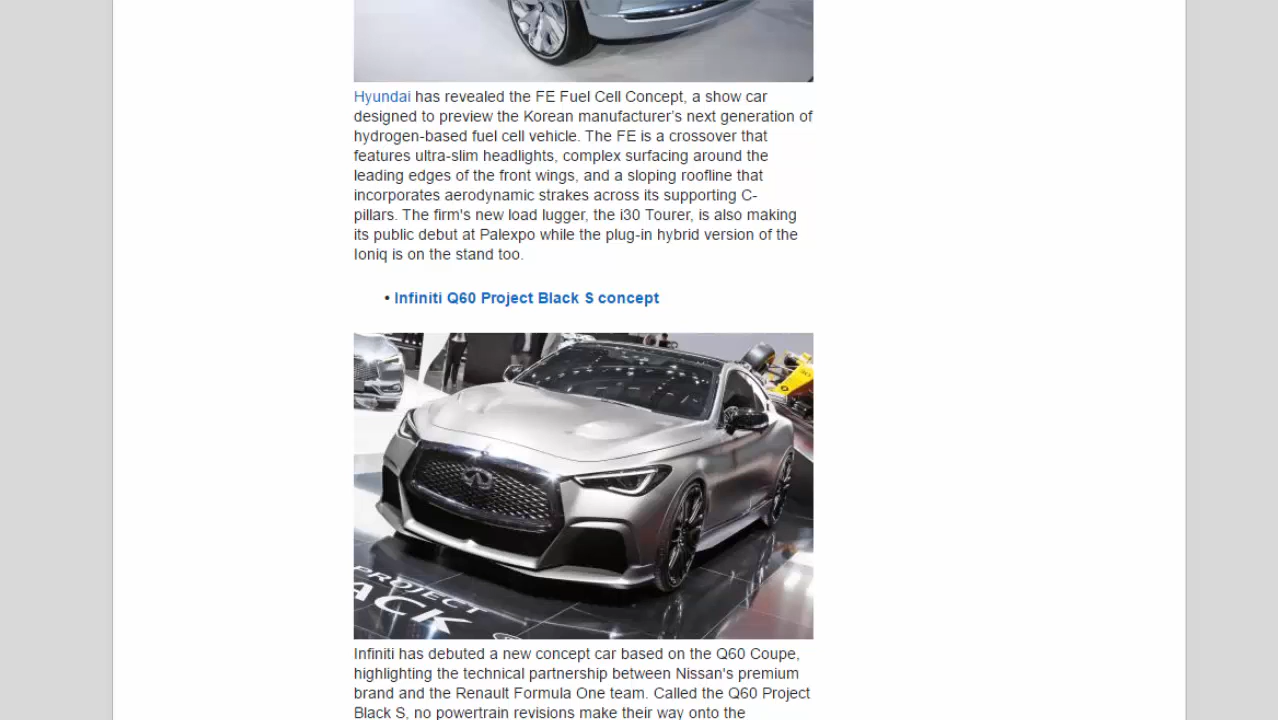 Hyundai has revealed the FE Fuel Cell Concept, a show car
designed to preview the Korean manufacturer's next generation of
hydrogen-based fuel cell vehicle. The FE is a crossover that
features ultra-slim headlights, complex surfacing around the
leading edges of the front wings, and a sloping roofline that
incorporates aerodynamic strakes across its supporting C-
pillars. The firm's new load lugger, the i30 Tourer, is also making
its public debut at Palexpo while the plug-in hybrid version of the
Ioniq is on the stand too.
• Infiniti Q60 Project Black S concept
PROJECT
ACK
Infiniti has debuted a new concept car based on the Q60 Coupe,
highlighting the technical partnership between Nissan's premium
brand and the Renault Formula One team. Called the Q60 Project
Black S, no powertrain revisions make their way onto the